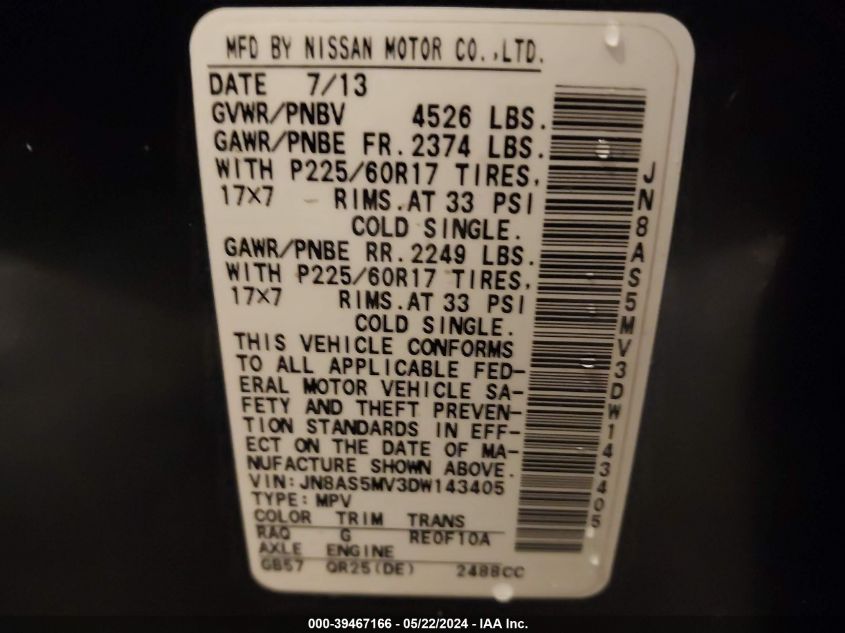 MFD BY NISSAN MOTOR CO.,LTD.
DATE 7/13
GVWR/PNBV 4526 LBS.
GAWR/PNBE FR. 2374 LBS.
WITH P225/60R17 TIRES,
17×7 RIMS. AT 33 PSI
COLD SINGLE.
GAWR/PNBE RR. 2249 LBS.
WITH P225/60R17 TIRES,
17×7 RIMS. AT 33 PSI
COLD SINGLE.
THIS VEHICLE CONFORMS
TO ALL APPLICABLE FED-
ERAL MOTOR VEHICLE SA-
FETY AND THEFT PREVEN-
TION STANDARDS IN EFF-
ECT ON THE DATE OF MA-
NUFACTURE SHOWN ABOVE.
VIN: JN8AS5MV3DW143405
TYPE: MPV
COLOR TRIM TRANS
RAQ G RE0F10A
AXLE ENGINE
GB57 QR25(DE) 2488CC
JN8AS5MV3DW143405
000-39467166 - 05/22/2024 - IAA Inc.